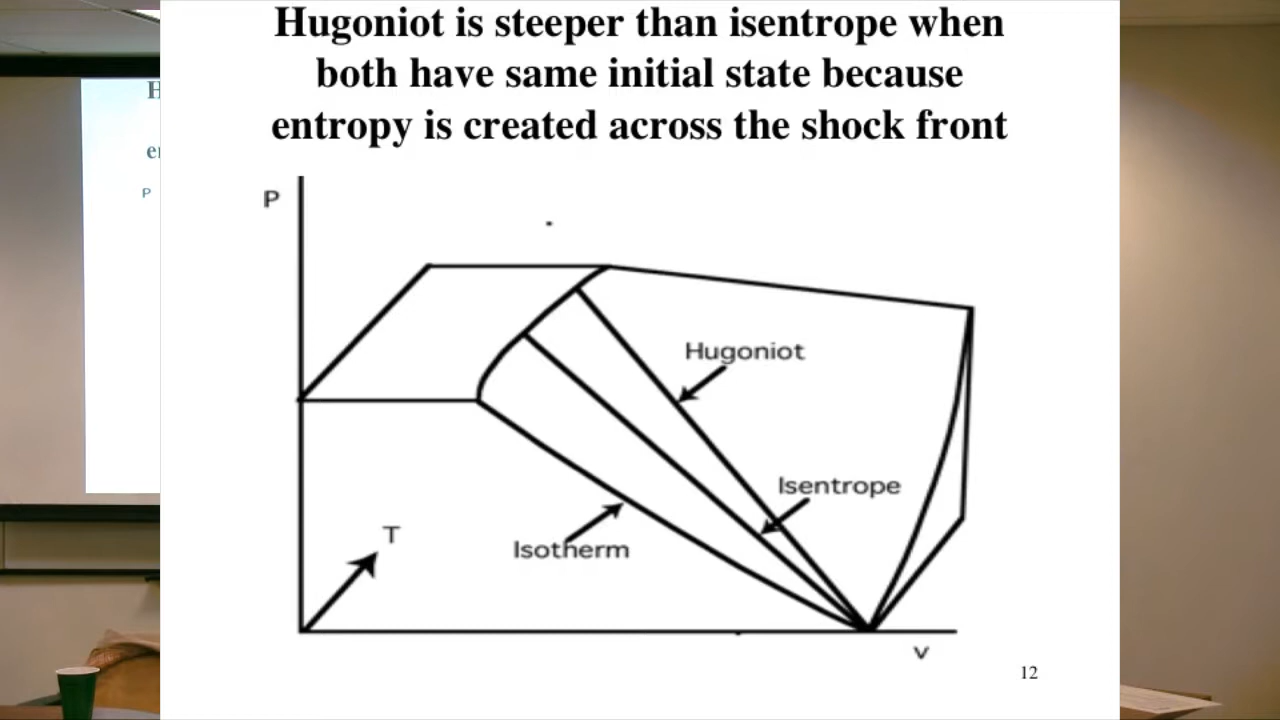 Hugoniot is steeper than isentrope when
both have same initial state because
entropy is created across the shock front
P
Hugoniot
Isentrope
T
Isotherm
v
12
H
P